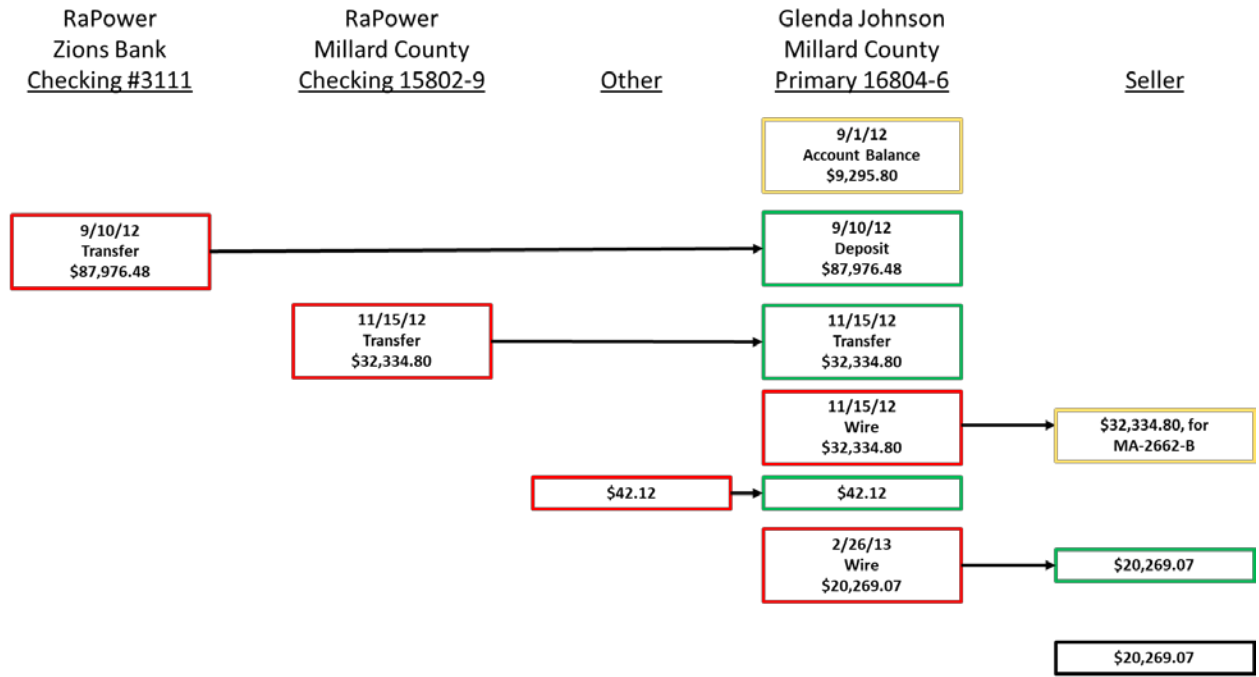 RaPower
Zions Bank
Checking #3111
RaPower
Millard County
Checking 15802-9
Other
Glenda Johnson
Millard County
Primary 16804-6
Seller
9/1/12
Account Balance
$9,295.80
9/10/12
Transfer
$87,976.48
9/10/12
Deposit
$87,976.48
11/15/12
Transfer
$32,334.80
11/15/12
Transfer
$32,334.80
11/15/12
Wire
$32,334.80
$32,334.80, for
MA-2662-B
$42.12
$42.12
2/26/13
Wire
$20,269.07
$20,269.07
$20,269.07